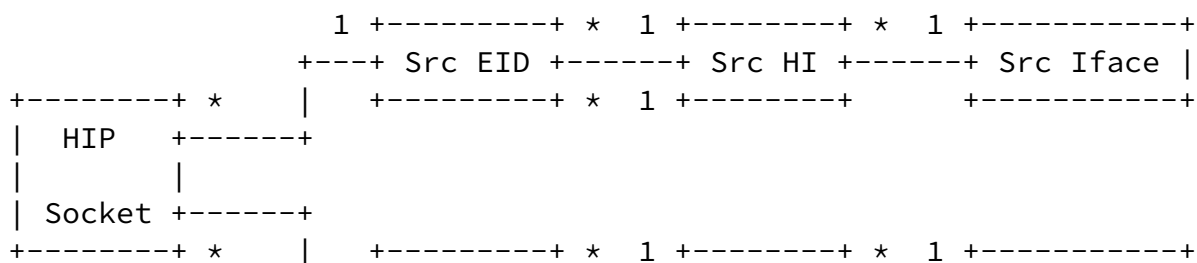 1 +---------+ *  1 +--------+ *  1 +-----------+
                +---+ Src EID +------+ Src HI +------+ Src Iface |
+--------+ *    |   +---------+ *  1 +--------+      +-----------+
|  HIP   +------+
|        |
| Socket +------+
+--------+ *    |   +---------+ *  1 +--------+ *  1 +-----------+